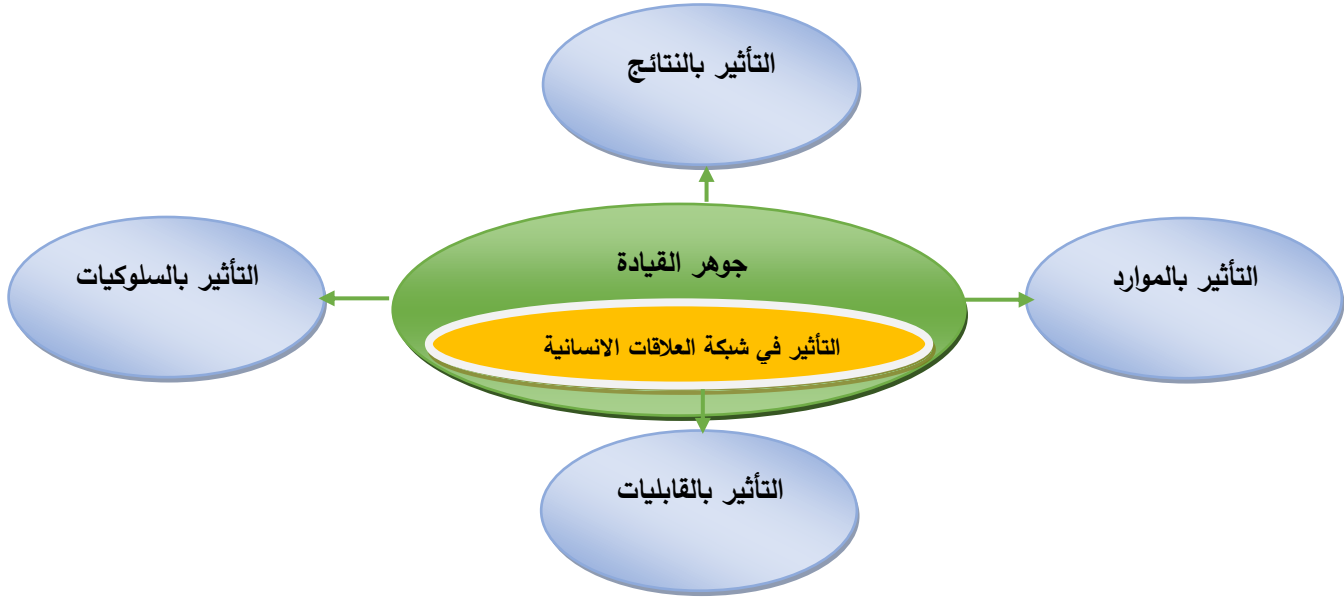 التأثير بالنتائج
جوهر القيادة
التأثير بالموارد
التأثير بالسلوكيات
التأثير في شبكة العلاقات الانسانية
التأثير بالقابليات